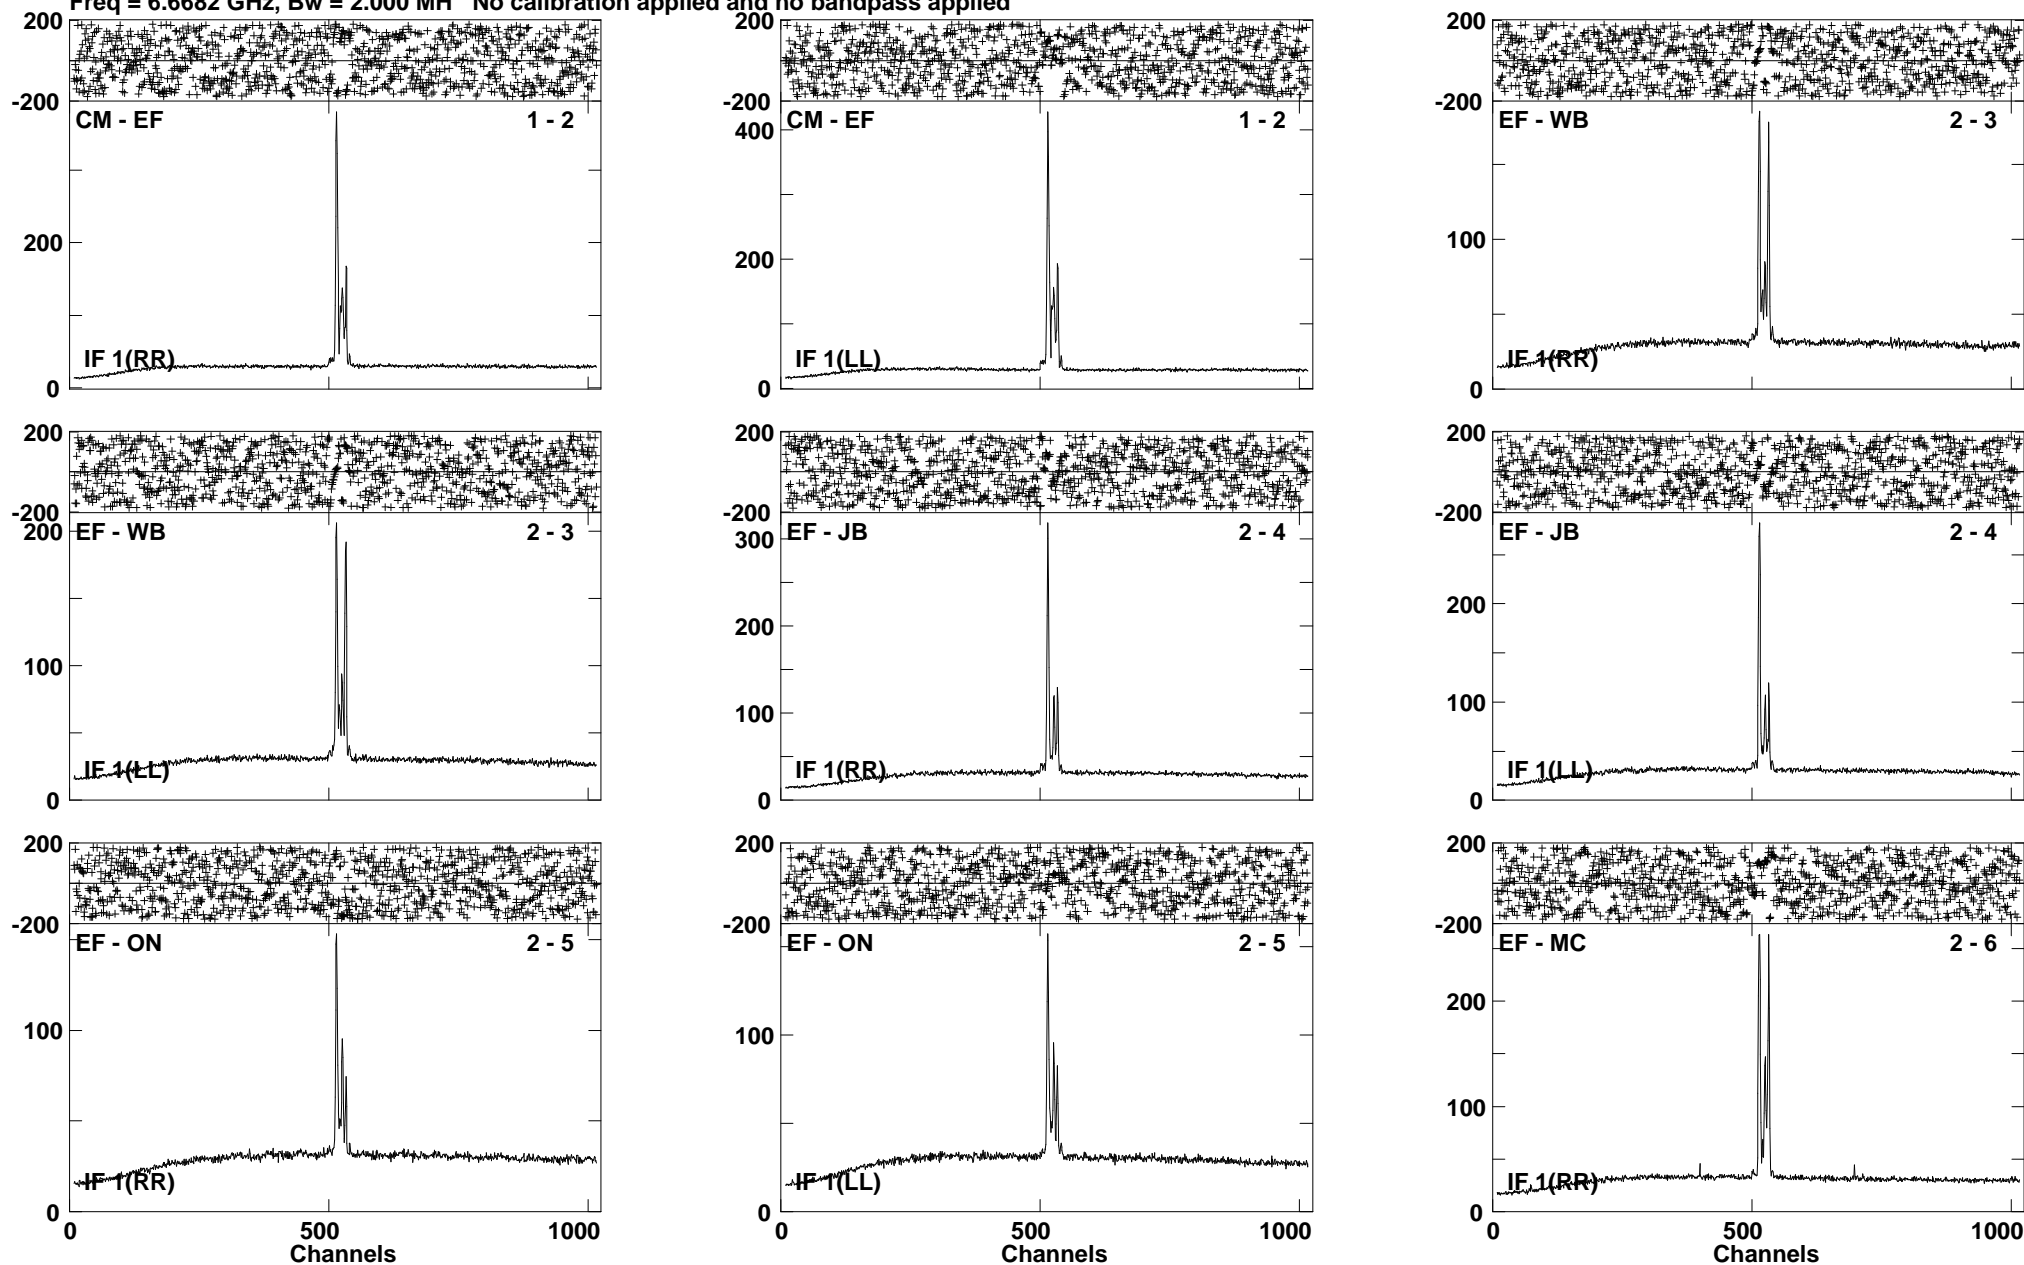 Freq = 6.6682 GHz, Bw = 2.000 MH No calibration applied and no bandpass applied
200
-200
CM - EF 1 - 2
200
IF 1(RR)
0
200
-200
CM - EF 1 - 2
400
200
IF 1(LL)
0
200
-200
EF - WB 2 - 3
100
IF 1(RR)
0
200
-200
200
EF - WB 2 - 3
100
IF 1(LL)
0
200
-200
EF - JB 2 - 4
300
200
100
IF 1(RR)
0
200
-200
EF - JB 2 - 4
200
100
IF 1(LL)
0
200
-200
EF - ON 2 - 5
100
IF 1(RR)
0
0 500 1000
Channels
200
-200
EF - ON 2 - 5
100
IF 1(LL)
0
0 500 1000
Channels
200
-200
EF - MC 2 - 6
200
100
IF 1(RR)
0
0 500 1000
Channels